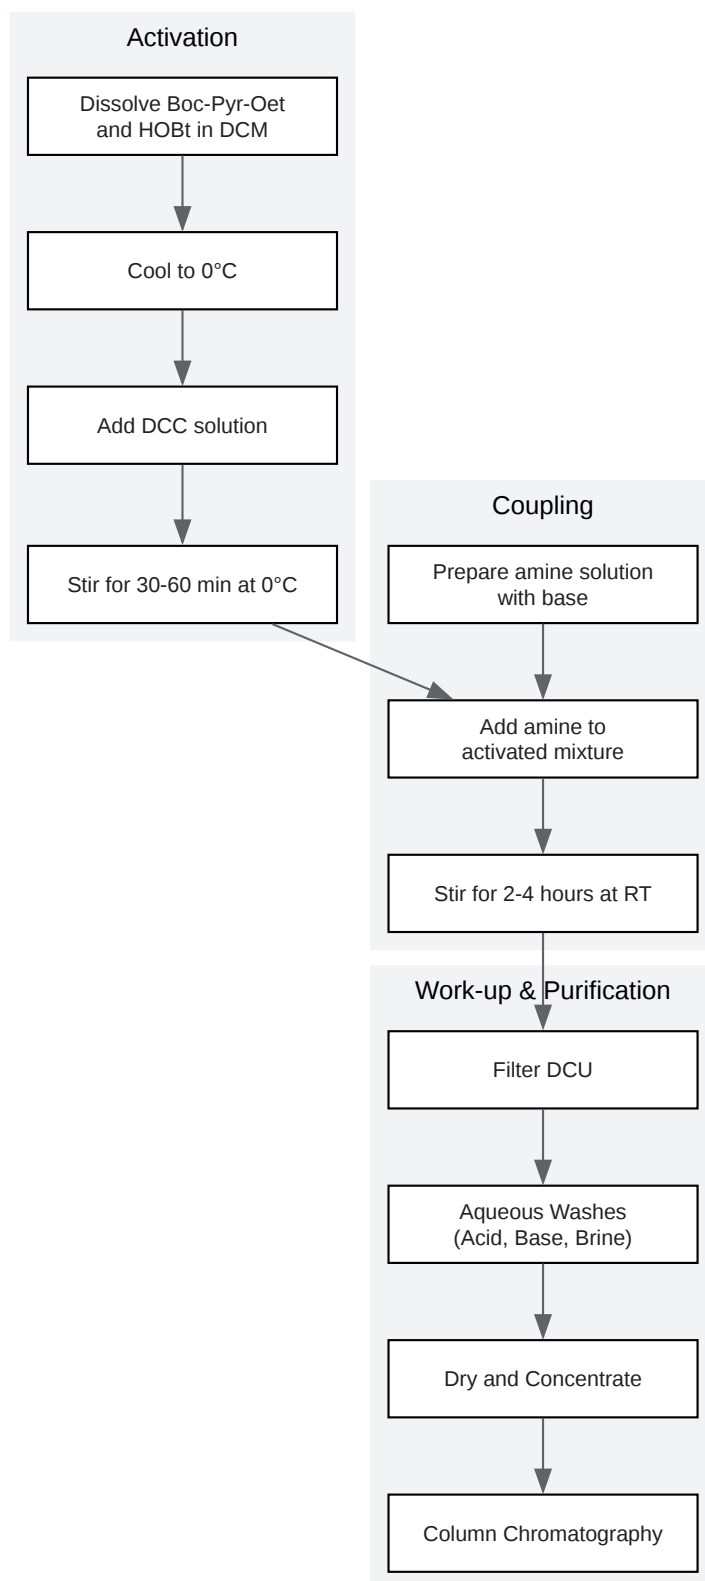 Activation
Dissolve Boc-Pyr-Oet
and HOBt in DCM
Cool to 0°C
Add DCC solution
Stir for 30-60 min at 0°C
Coupling
Prepare amine solution
with base
Add amine to
activated mixture
Stir for 2-4 hours at RT
Work-up & Purification
Filter DCU
Aqueous Washes
(Acid, Base, Brine)
Dry and Concentrate
Column Chromatography